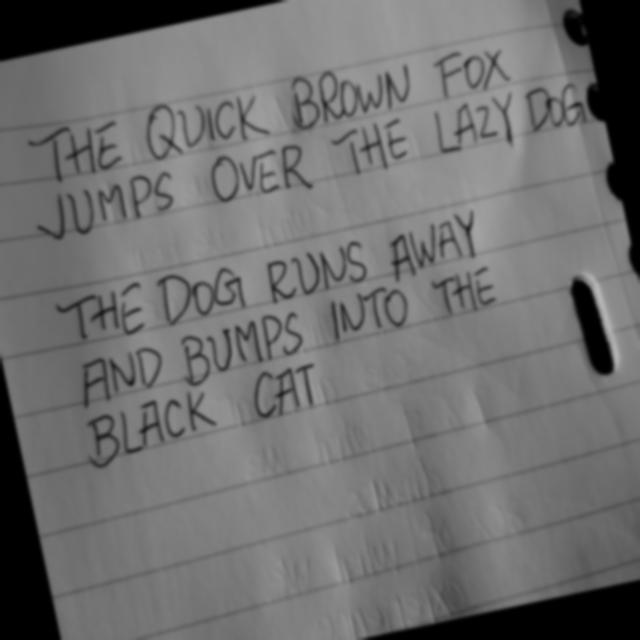 THE QUICK BROWN FOX
JUMPS OVER THE LAZY DOG
THE DOG RUNS AWAY
AND BUMPS INTO THE
BLACK CAT